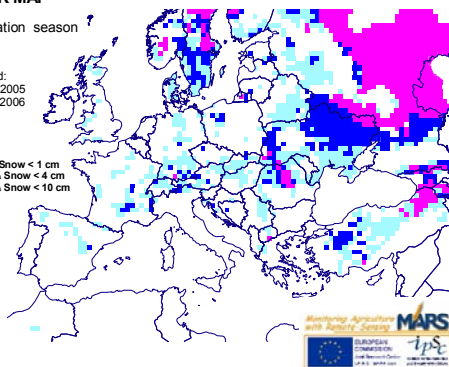 ation season
d:
2005
2006
Snow < 1 cm
Snow < 4 cm
Snow < 10 cm
Monitoring Agriculture
with Remote Sensing
MARS
EUROPEAN
COMMISSION
ipsc